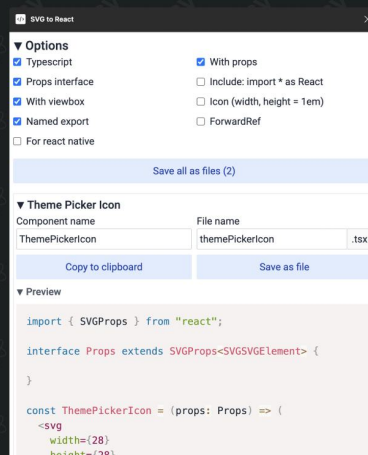 </> SVG to React
▼ Options
Typescript
With props
Props interface
Include: import * as React
With viewbox
Icon (width, height = 1em)
Named export
ForwardRef
For react native
Save all as files (2)
▼ Theme Picker Icon
Component name
File name
ThemePickerIcon
themePickerIcon .tsx
Copy to clipboard
Save as file
▼ Preview
import { SVGProps } from "react";
interface Props extends SVGProps<SVGSVGElement> {
}
const ThemePickerIcon = (props: Props) => (
<svg
width={28}
height={28}